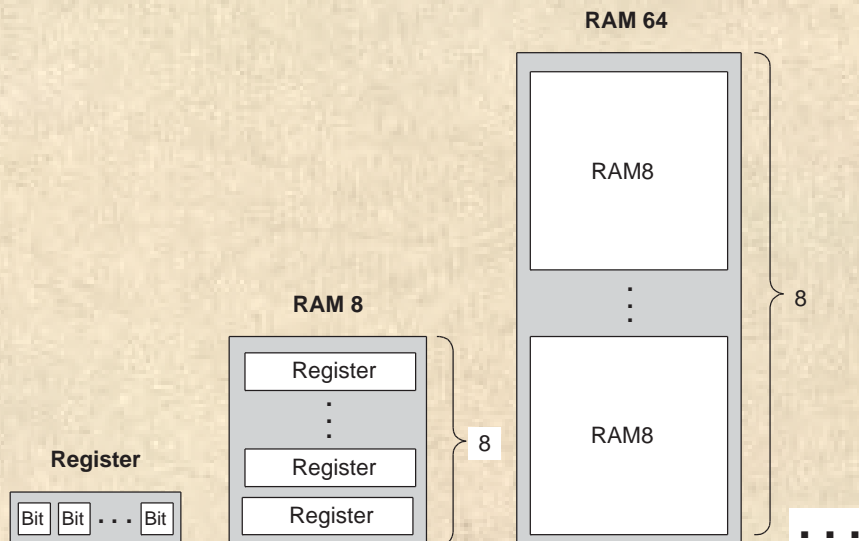 RAM 64
RAM8
.
.
.
8
RAM8
RAM 8
Register
.
.
.
Register
Register
8
Register
Bit Bit . . . Bit
. . .